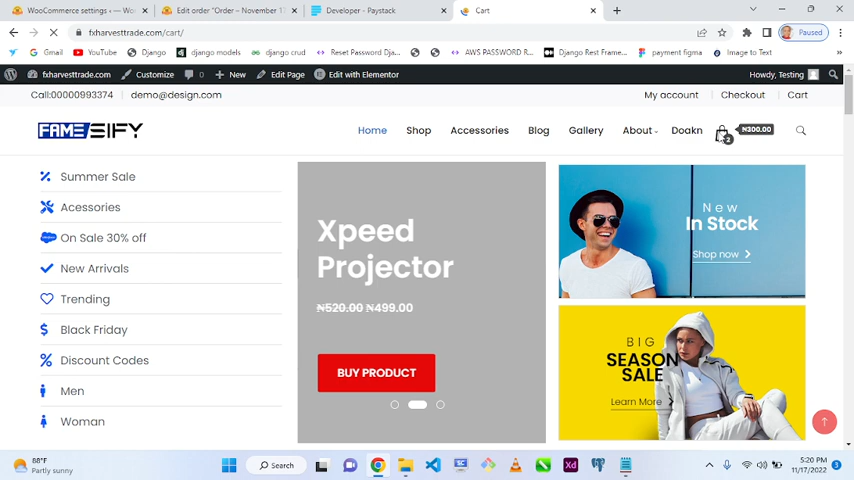 WooCommerce settings ‹ — Wo
Edit order "Order – November 17
Developer - Paystack
Cart
fxharvesttrade.com/cart/
Paused
Gmail
YouTube
Django
django models
django crud
Reset Password Dja..
AWS PASSWORD R...
Django Rest Frame...
payment figma
Image to Text
fxharvesttrade.com
Customize
0
New
Edit Page
Edit with Elementor
Howdy, Testing
Call:00000993374
demo@design.com
My account
Checkout
Cart
FAMESIFY
Home
Shop
Accessories
Blog
Gallery
About
Doakn
2
₦300.00
Summer Sale
Acessories
On Sale 30% off
New Arrivals
Trending
Black Friday
Discount Codes
Men
Woman
Xpeed
Projector
₦520.00 ₦499.00
BUY PRODUCT
New
In Stock
Shop now
BIG
SEASON
SALE
Learn More
88°F
Partly sunny
Search
Xd
5:20 PM
11/17/2022
3